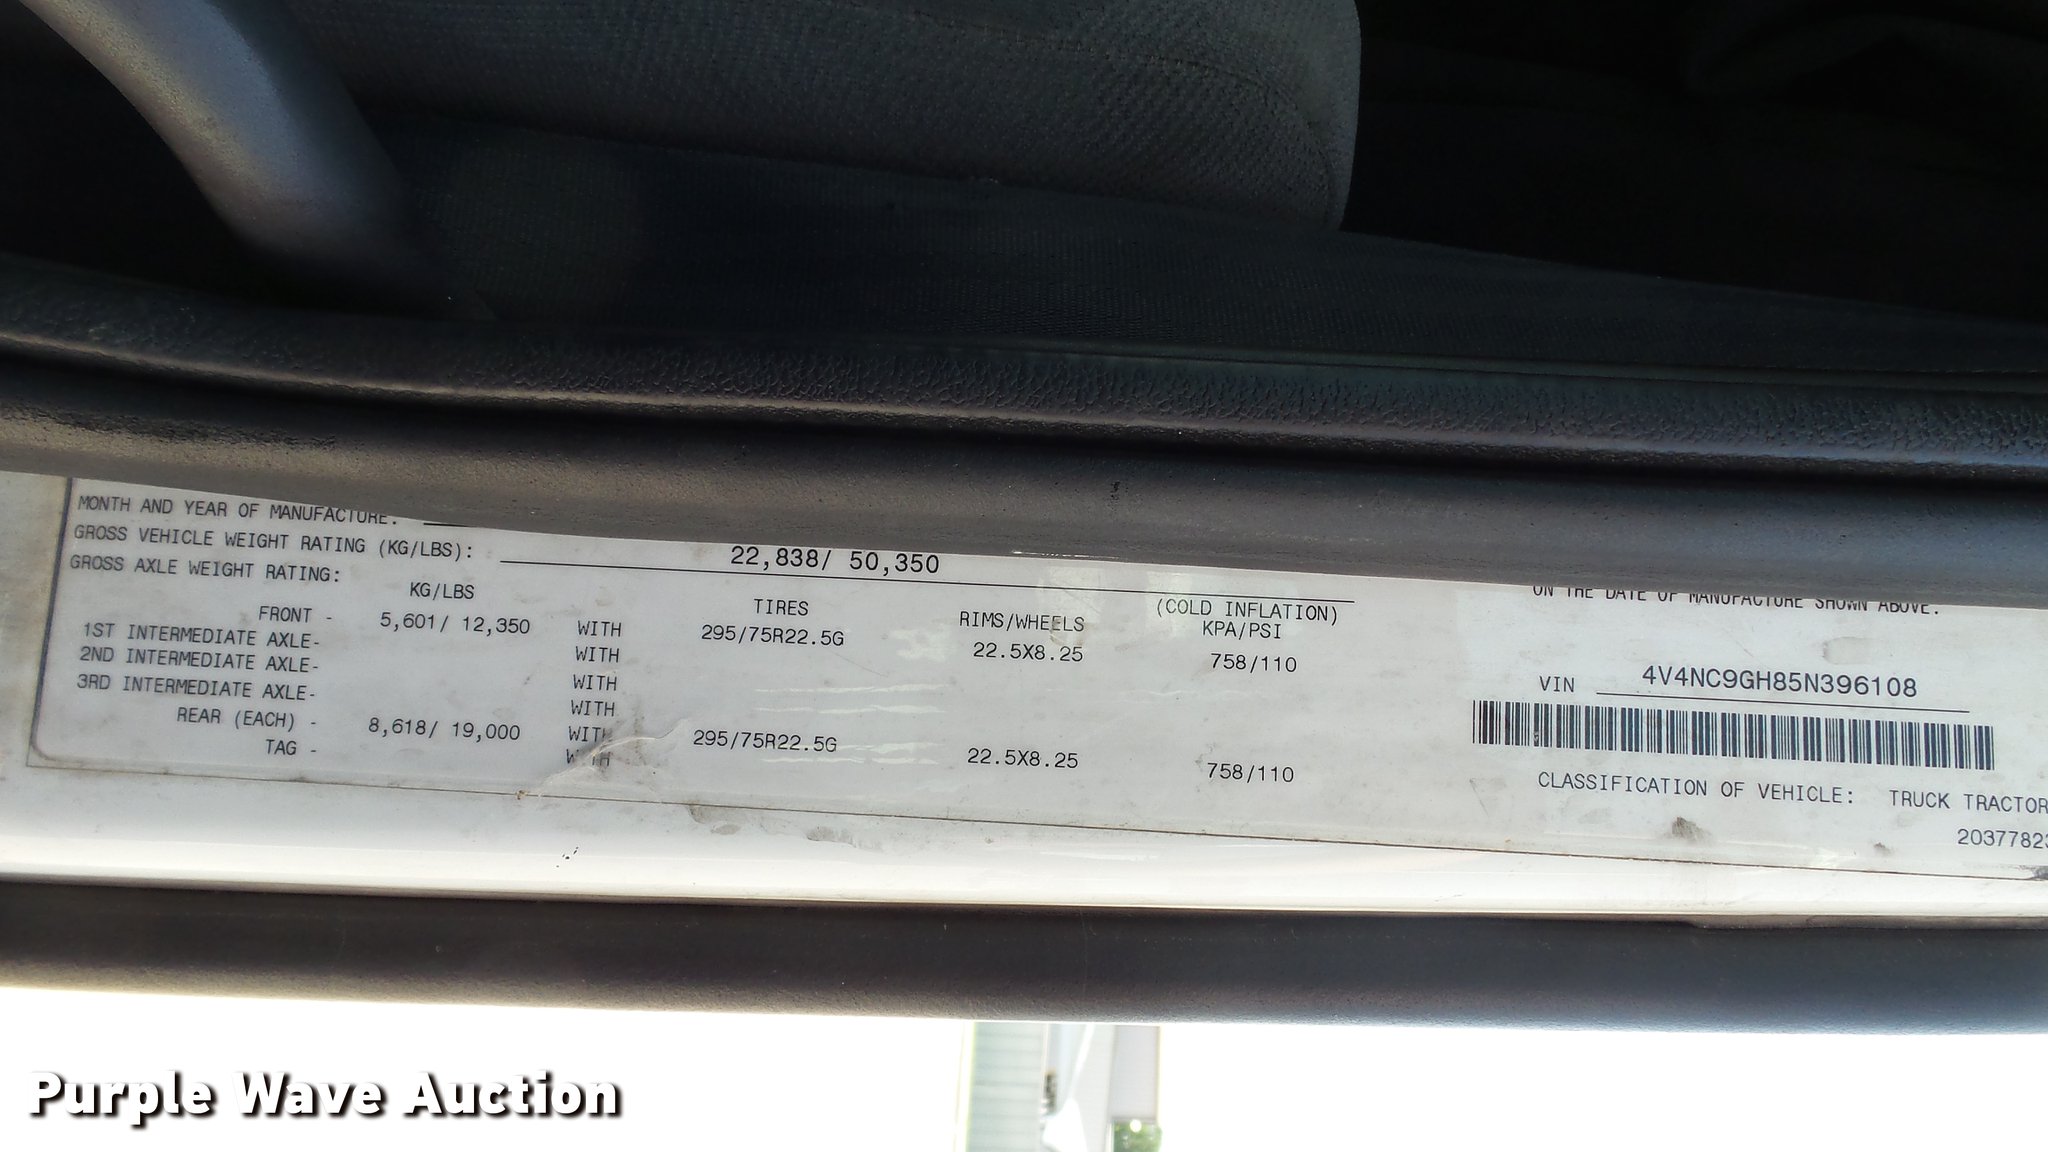 MONTH AND YEAR OF MANUFACTURE:
GROSS VEHICLE WEIGHT RATING (KG/LBS): 22,838/ 50,350
GROSS AXLE WEIGHT RATING:
KG/LBS TIRES RIMS/WHEELS (COLD INFLATION)
KPA/PSI
FRONT - 5,601/ 12,350 WITH 295/75R22.5G 22.5X8.25 758/110
1ST INTERMEDIATE AXLE- WITH
2ND INTERMEDIATE AXLE- WITH
3RD INTERMEDIATE AXLE- WITH
REAR (EACH) - 8,618/ 19,000 WITH 295/75R22.5G 22.5X8.25 758/110
TAG - WITH
ON THE DATE OF MANUFACTURE SHOWN ABOVE.
VIN 4V4NC9GH85N396108
CLASSIFICATION OF VEHICLE: TRUCK TRACTOR
Purple Wave Auction